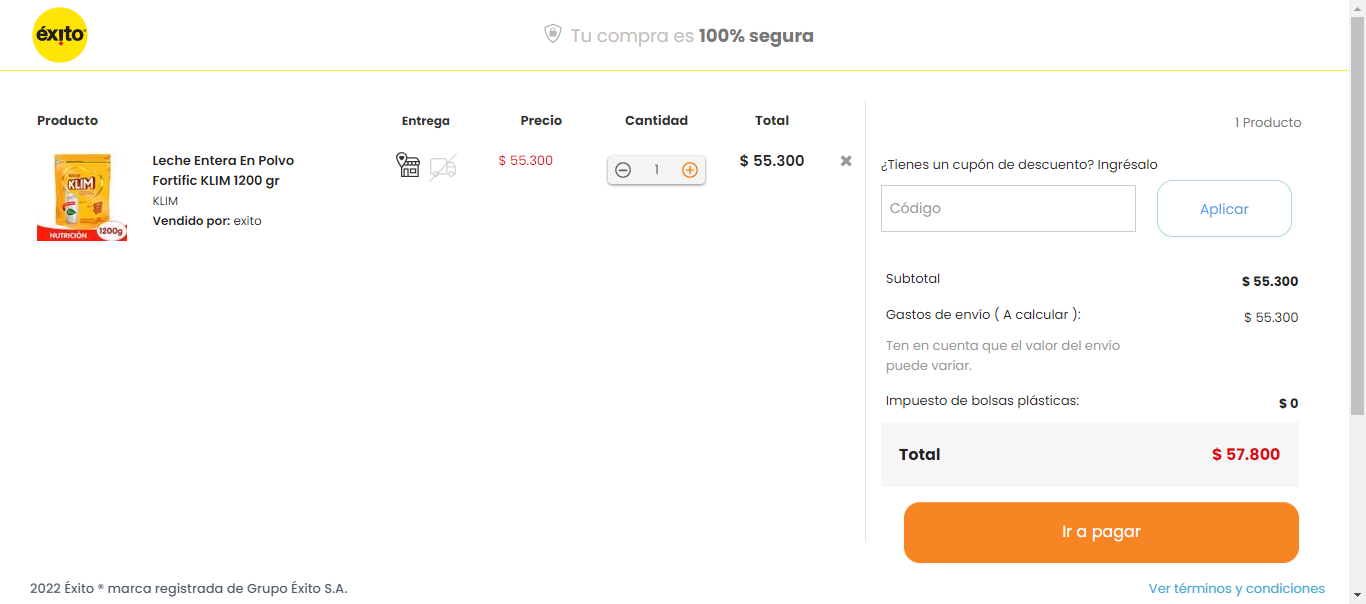 éxito
Tu compra es 100% segura
Producto
Entrega
Precio
Cantidad
Total
1 Producto
Leche Entera En Polvo
Fortific KLIM 1200 gr
KLIM
Vendido por: exito
$ 55.300
1
$ 55.300
KLIM
NUTRICIÓN
1200g
¿Tienes un cupón de descuento? Ingrésalo
Código
Aplicar
Subtotal
$ 55.300
Gastos de envío ( A calcular ):
$ 55.300
Ten en cuenta que el valor del envío
puede variar.
Impuesto de bolsas plásticas:
$ 0
Total
$ 57.800
Ir a pagar
2022 Éxito ® marca registrada de Grupo Éxito S.A.
Ver términos y condiciones